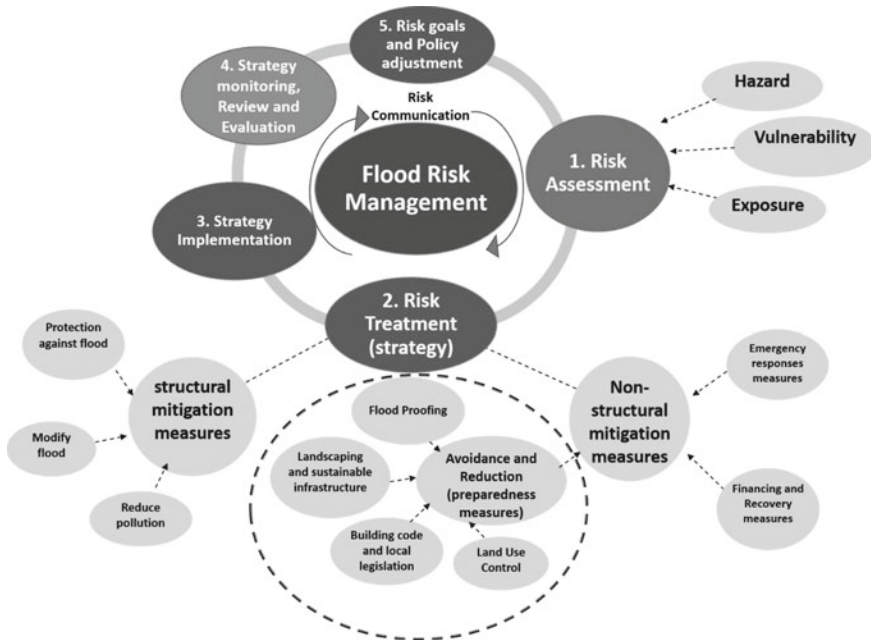 5. Risk goals
and Policy
adjustment
4. Strategy
monitoring,
Review and
Evaluation
Risk
Communication
Flood Risk
Management
1. Risk
Assessment
Hazard
Vulnerability
Exposure
3. Strategy
Implementation
2. Risk
Treatment
(strategy)
Protection
against flood
structural
mitigation
measures
Modify
flood
Reduce
pollution
Flood Proofing
Landscaping
and sustainable
infrastructure
Avoidance and
Reduction
(preparedness
measures)
Building code
and local
legislation
Land Use
Control
Non-
structural
mitigation
measures
Emergency
responses
measures
Financing and
Recovery
measures